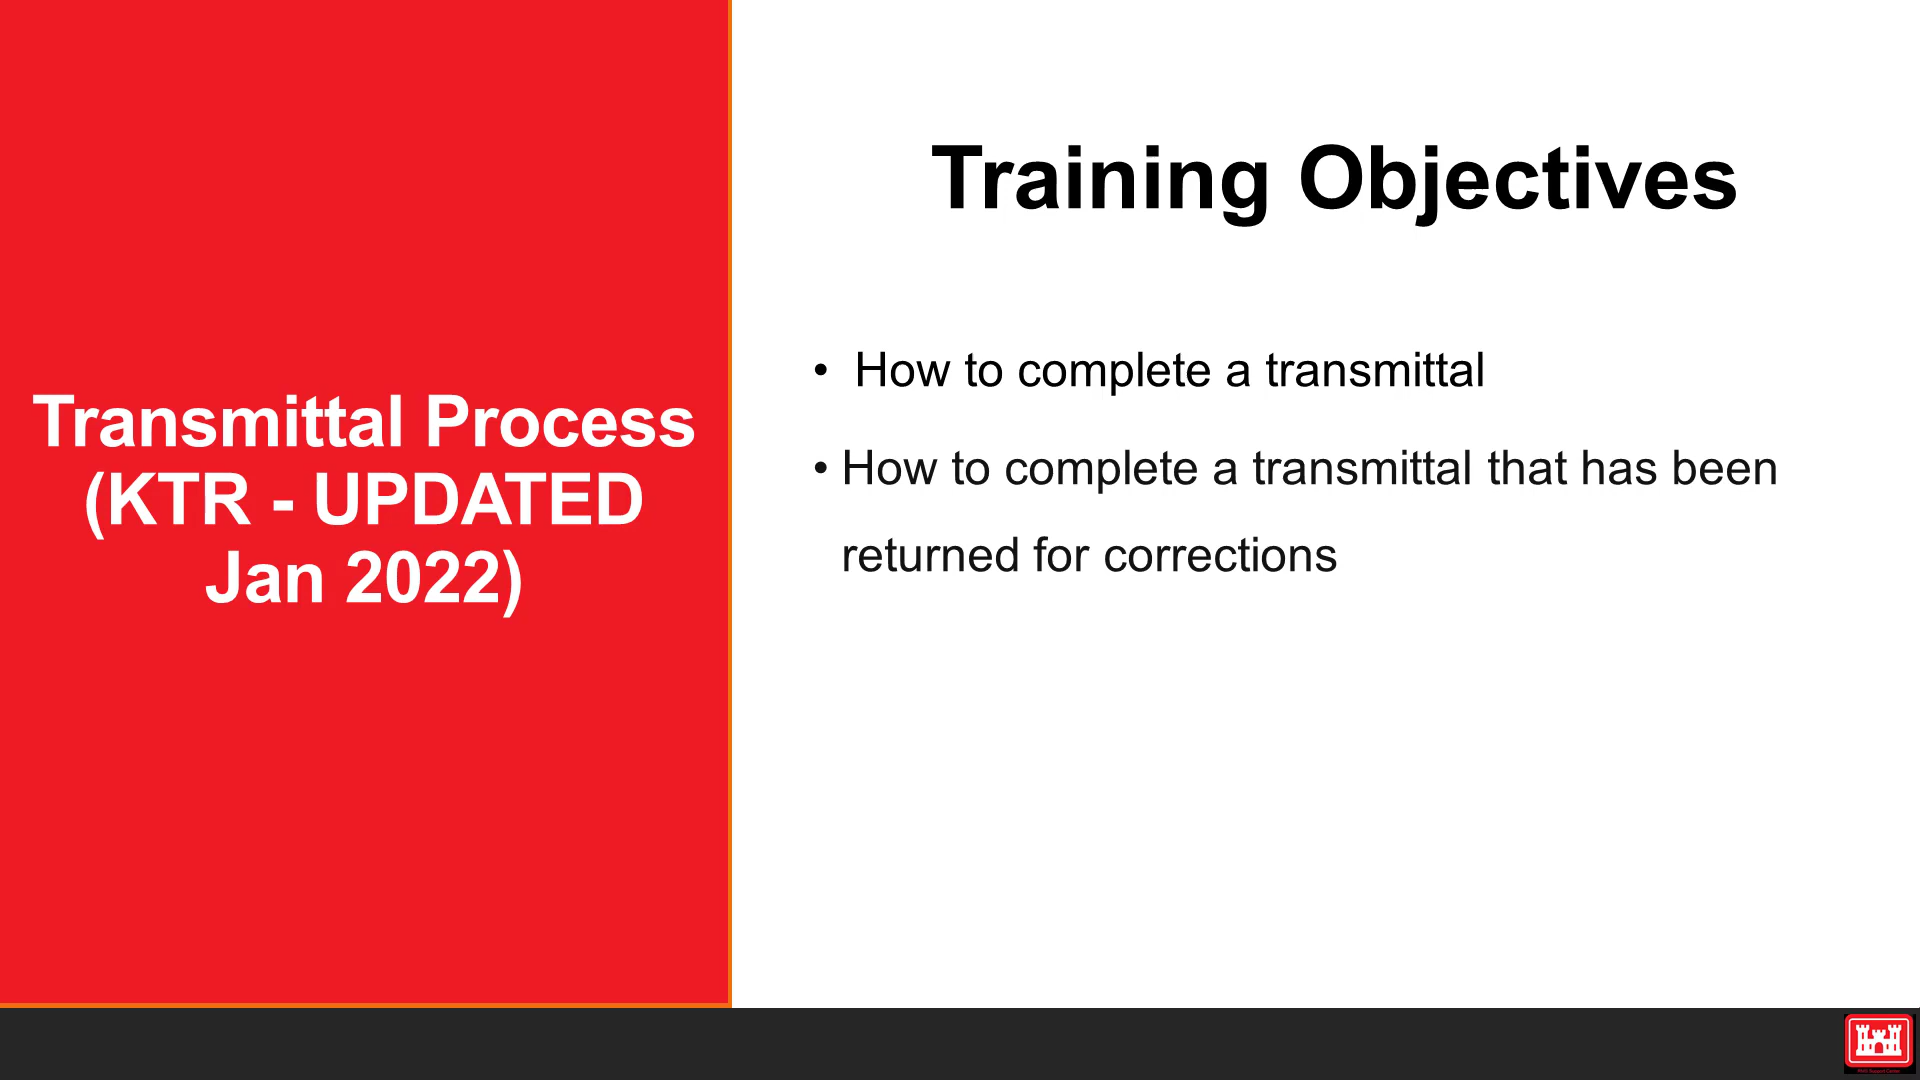 Transmittal Process
(KTR - UPDATED
Jan 2022)
Training Objectives
• How to complete a transmittal
• How to complete a transmittal that has been
returned for corrections